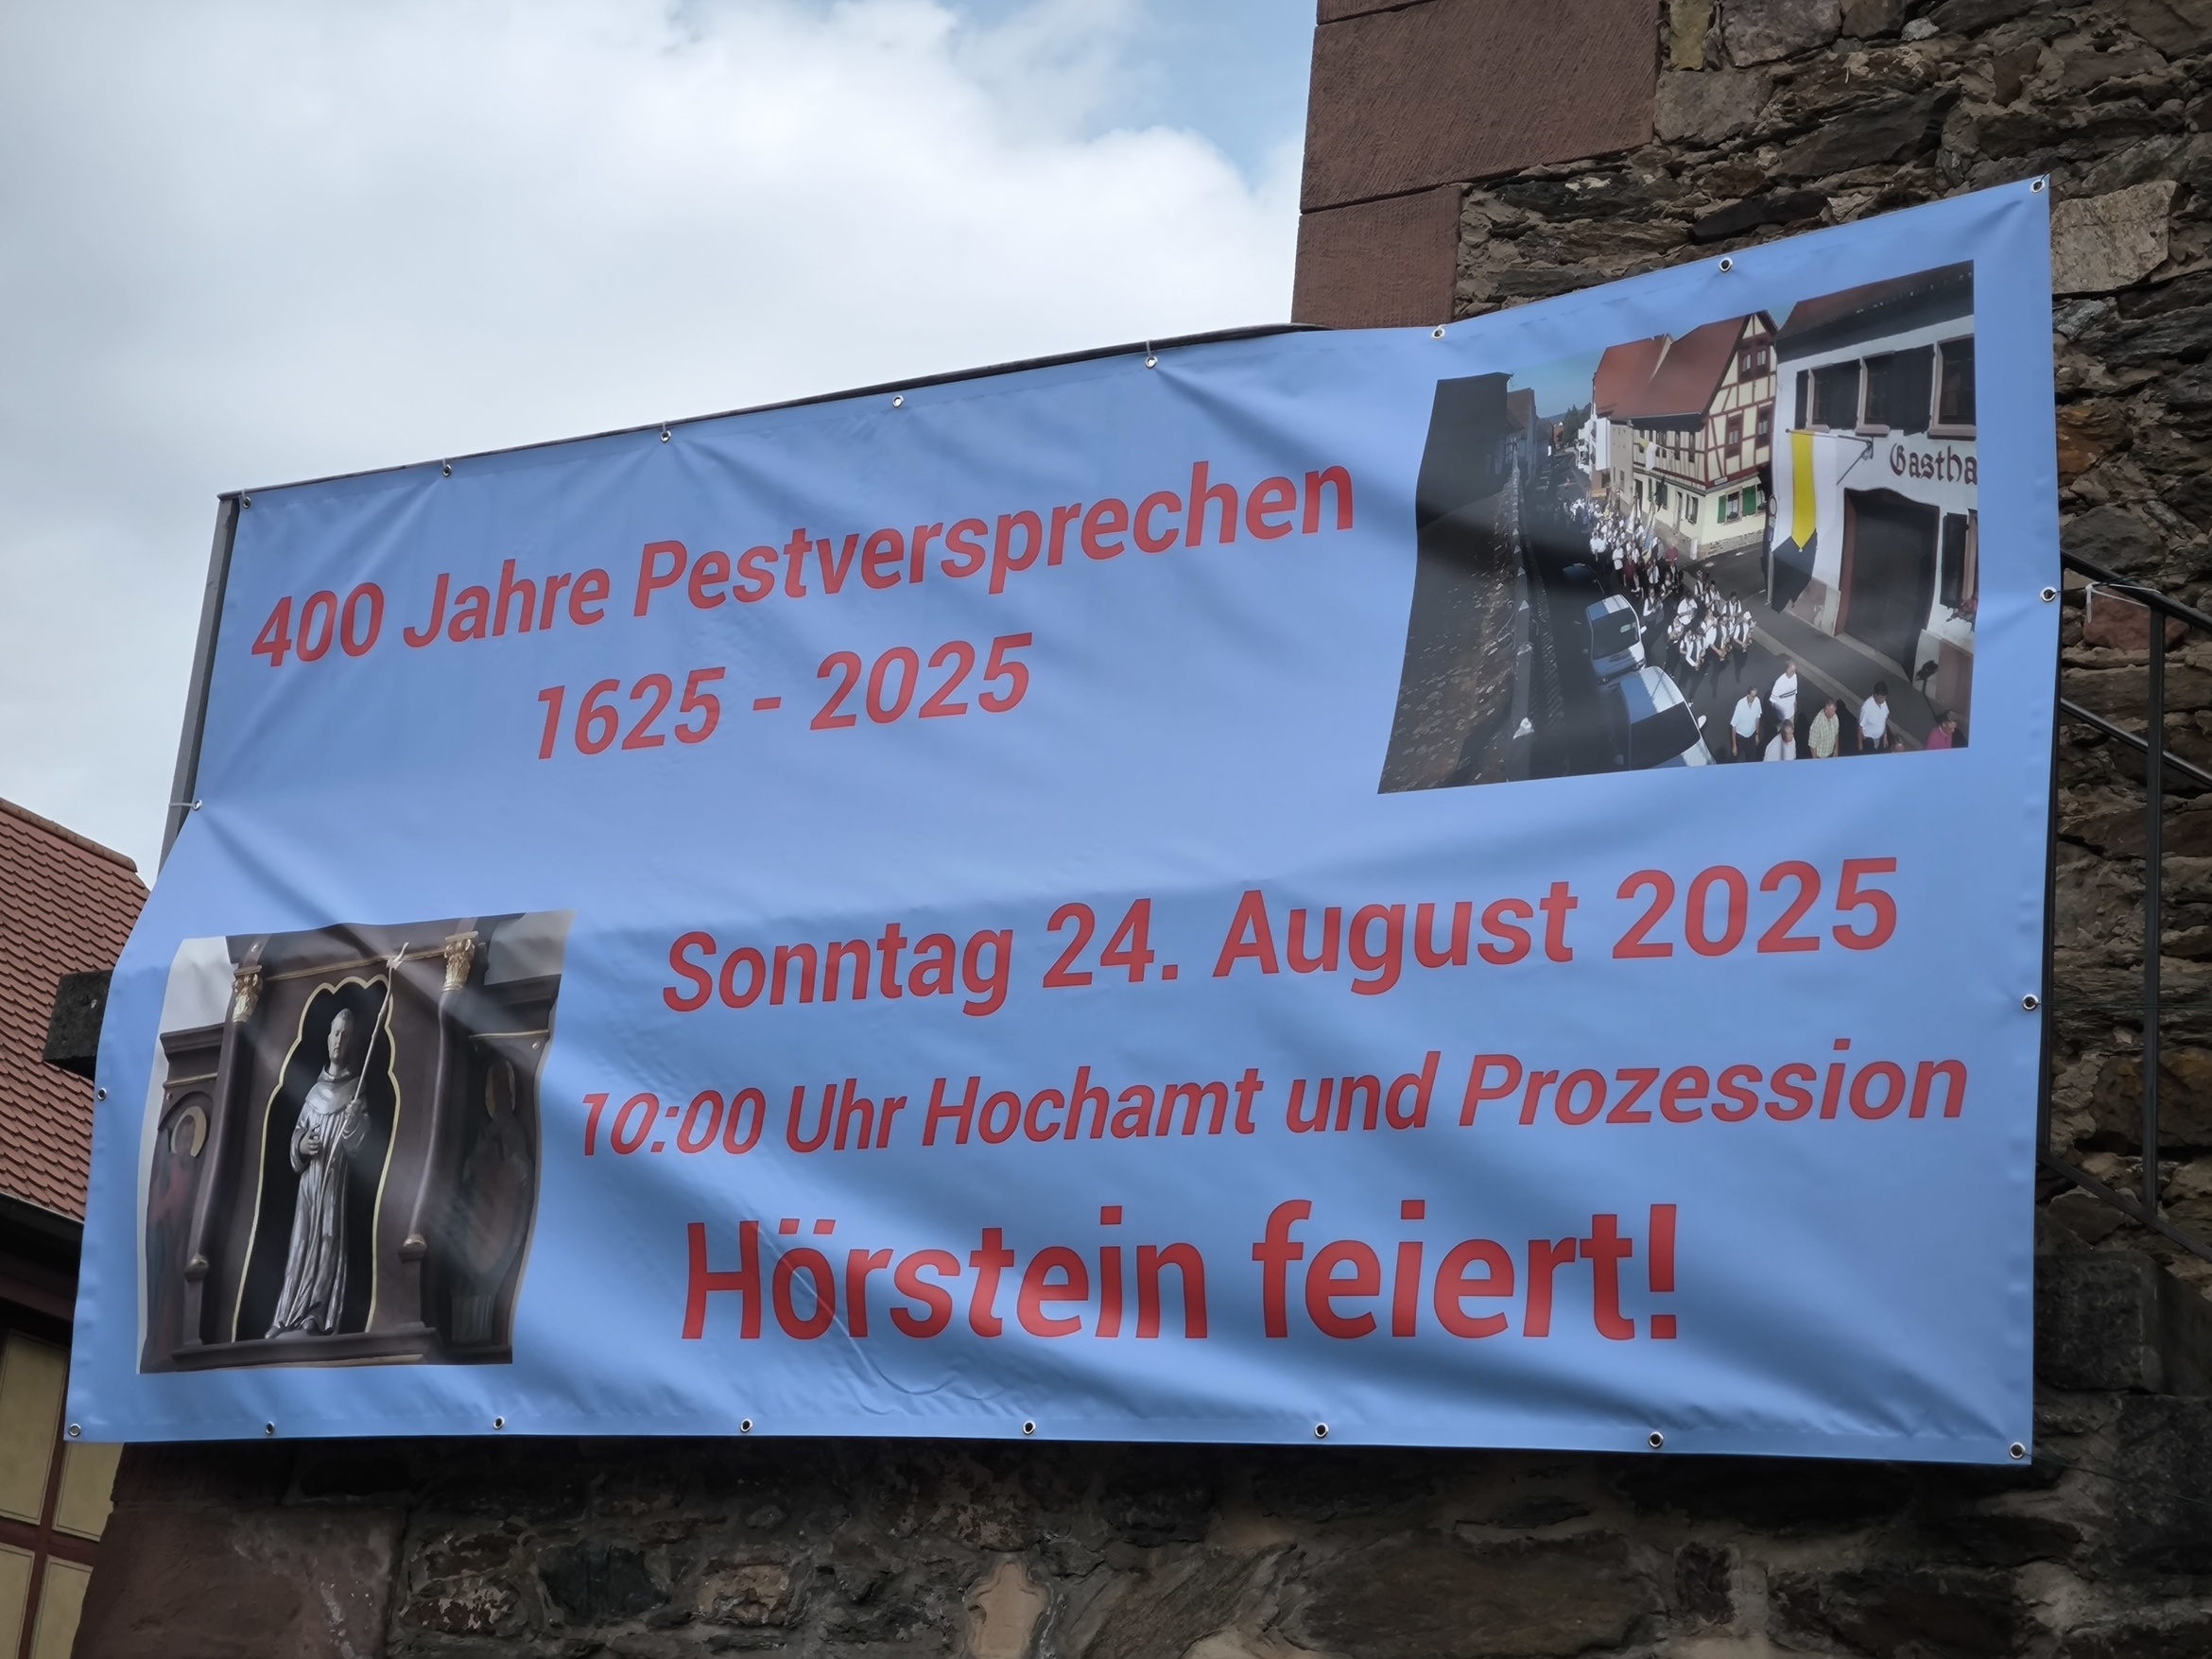 400 Jahre Pestversprechen
1625 - 2025
Gastha
Sonntag 24. August 2025
10:00 Uhr Hochamt und Prozession
Hörstein feiert!